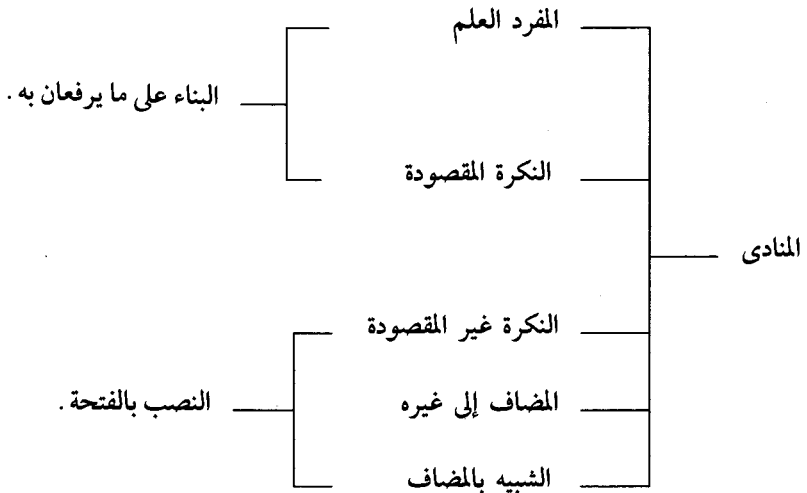 المنادى
المفرد العلم
النكرة المقصودة
البناء على ما يرفعان به .
النكرة غير المقصودة
المضاف إلى غيره
الشبيه بالمضاف
النصب بالفتحة .